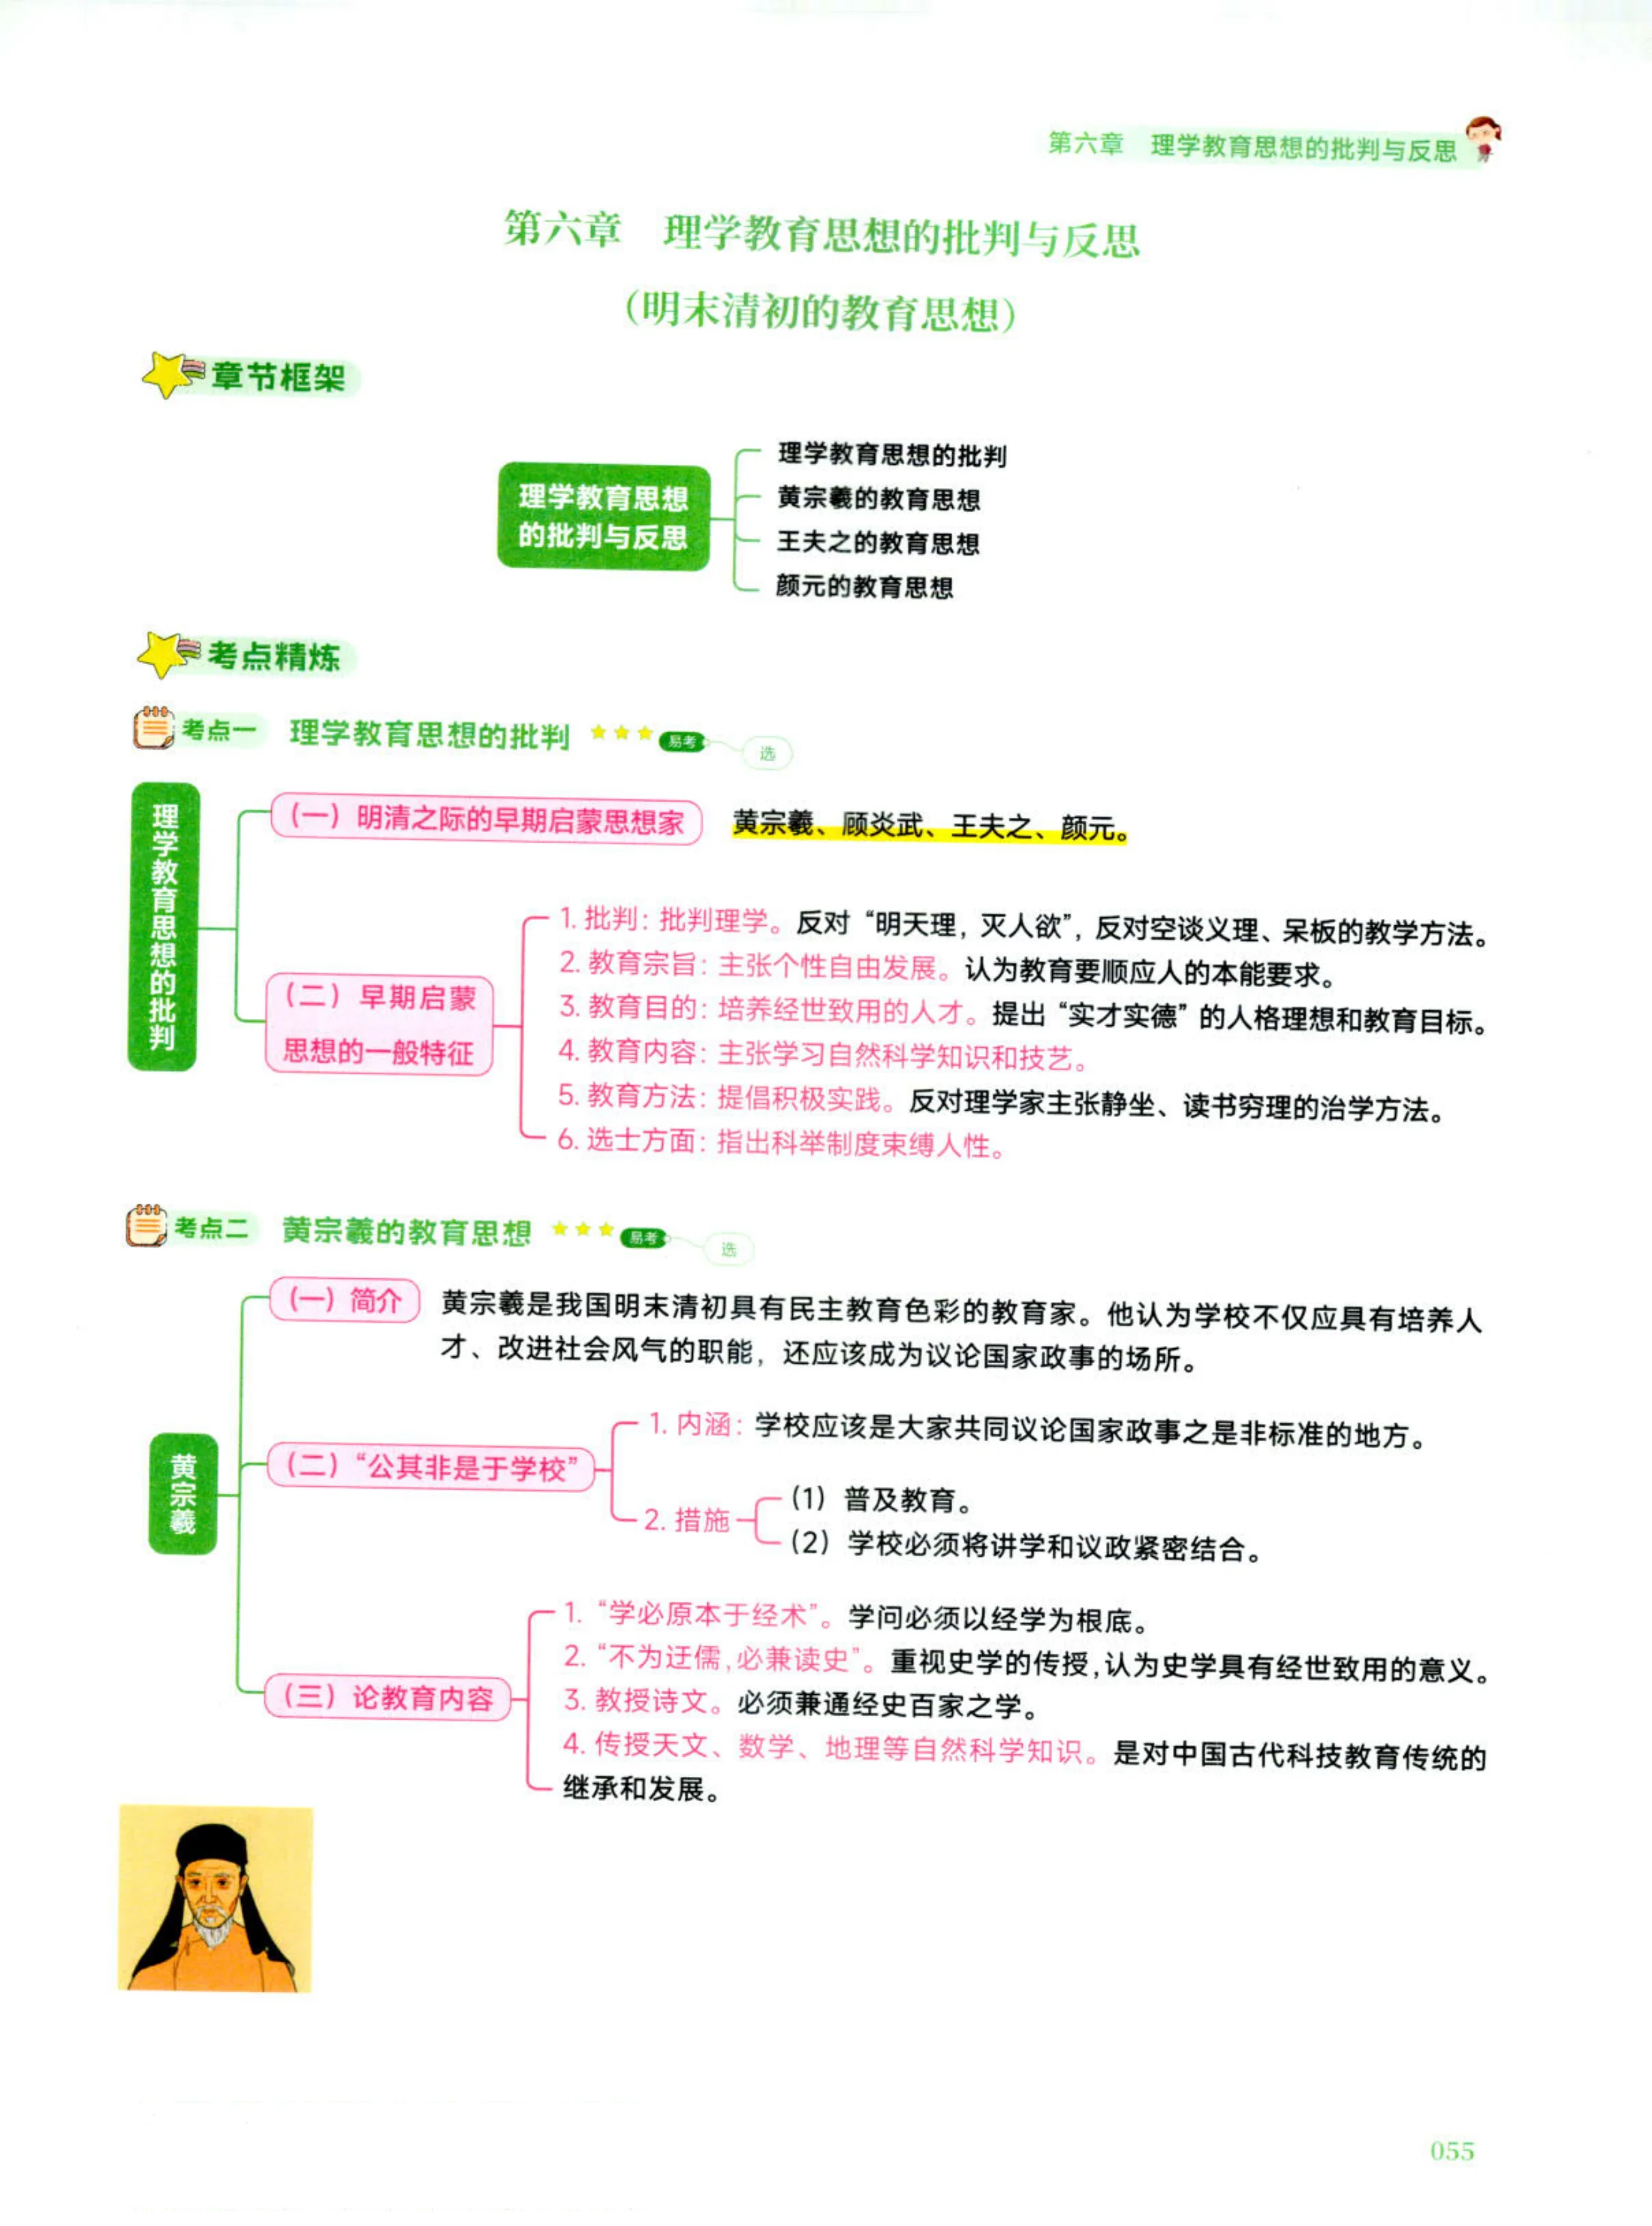 第六章 理学教育思想的批判与反思
第六章 理学教育思想的批判与反思
（明末清初的教育思想）
章节框架
理学教育思想
的批判与反思
理学教育思想的批判
黄宗羲的教育思想
王夫之的教育思想
颜元的教育思想
考点精炼
考点一 理学教育思想的批判 易考 选
理学教育思想的批判
（一）明清之际的早期启蒙思想家 黄宗羲、顾炎武、王夫之、颜元。
（二）早期启蒙
思想的一般特征
1. 批判：批判理学。反对“明天理，灭人欲”，反对空谈义理、呆板的教学方法。
2. 教育宗旨：主张个性自由发展。认为教育要顺应人的本能要求。
3. 教育目的：培养经世致用的人才。提出“实才实德”的人格理想和教育目标。
4. 教育内容：主张学习自然科学知识和技艺。
5. 教育方法：提倡积极实践。反对理学家主张静坐、读书穷理的治学方法。
6. 选士方面：指出科举制度束缚人性。
考点二 黄宗羲的教育思想 易考 选
黄宗羲
（一）简介 黄宗羲是我国明末清初具有民主教育色彩的教育家。他认为学校不仅应具有培养人
才、改进社会风气的职能，还应该成为议论国家政事的场所。
（二）“公其非是于学校”
1. 内涵：学校应该是大家共同议论国家政事之是非标准的地方。
2. 措施
（1）普及教育。
（2）学校必须将讲学和议政紧密结合。
（三）论教育内容
1. “学必原本于经术”。学问必须以经学为根底。
2. “不为迂儒,必兼读史”。重视史学的传授,认为史学具有经世致用的意义。
3. 教授诗文。必须兼通经史百家之学。
4. 传授天文、数学、地理等自然科学知识。是对中国古代科技教育传统的
继承和发展。
055